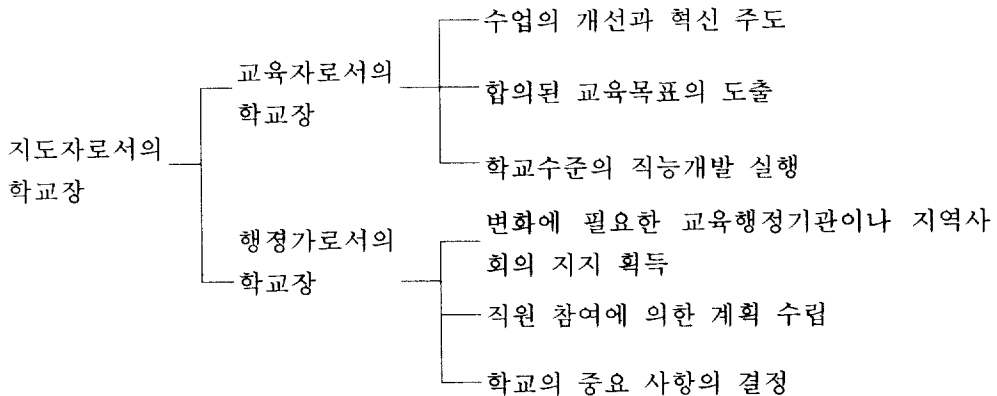 지도자로서의
학교장
교육자로서의
학교장
수업의 개선과 혁신 주도
합의된 교육목표의 도출
학교수준의 직능개발 실행
행정가로서의
학교장
변화에 필요한 교육행정기관이나 지역사
회의 지지 획득
직원 참여에 의한 계획 수립
학교의 중요 사항의 결정